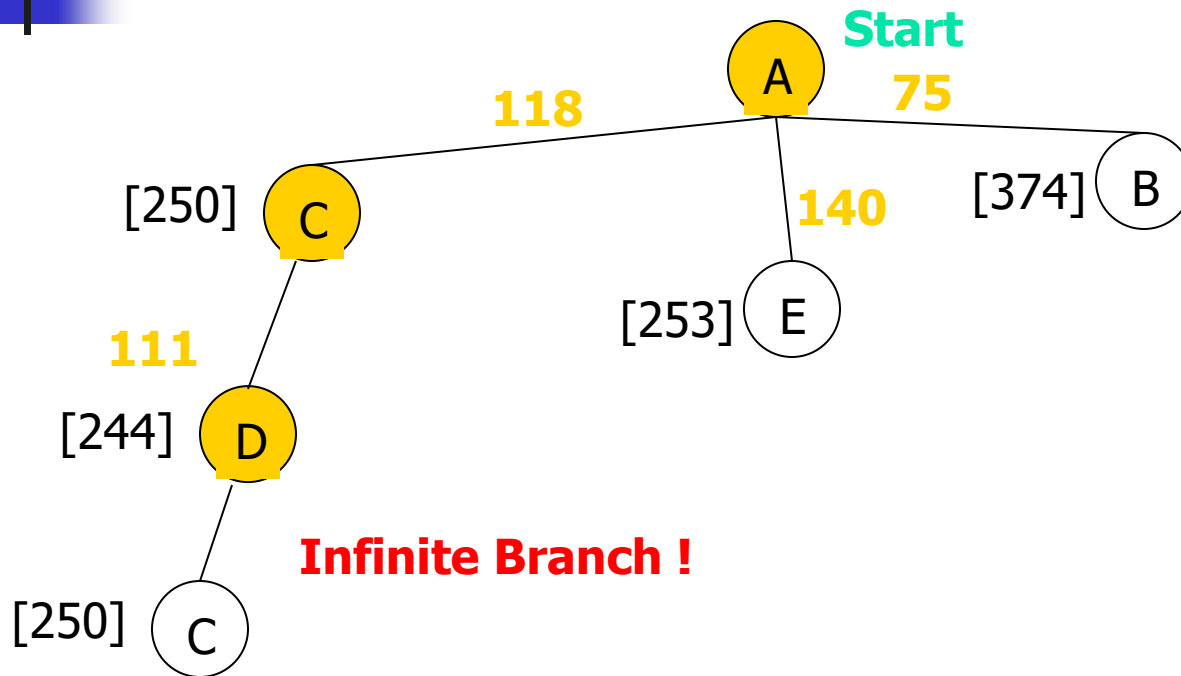 Start
A
118
75
[250]
C
140
[374]
B
[253]
E
111
[244]
D
Infinite Branch !
[250]
C